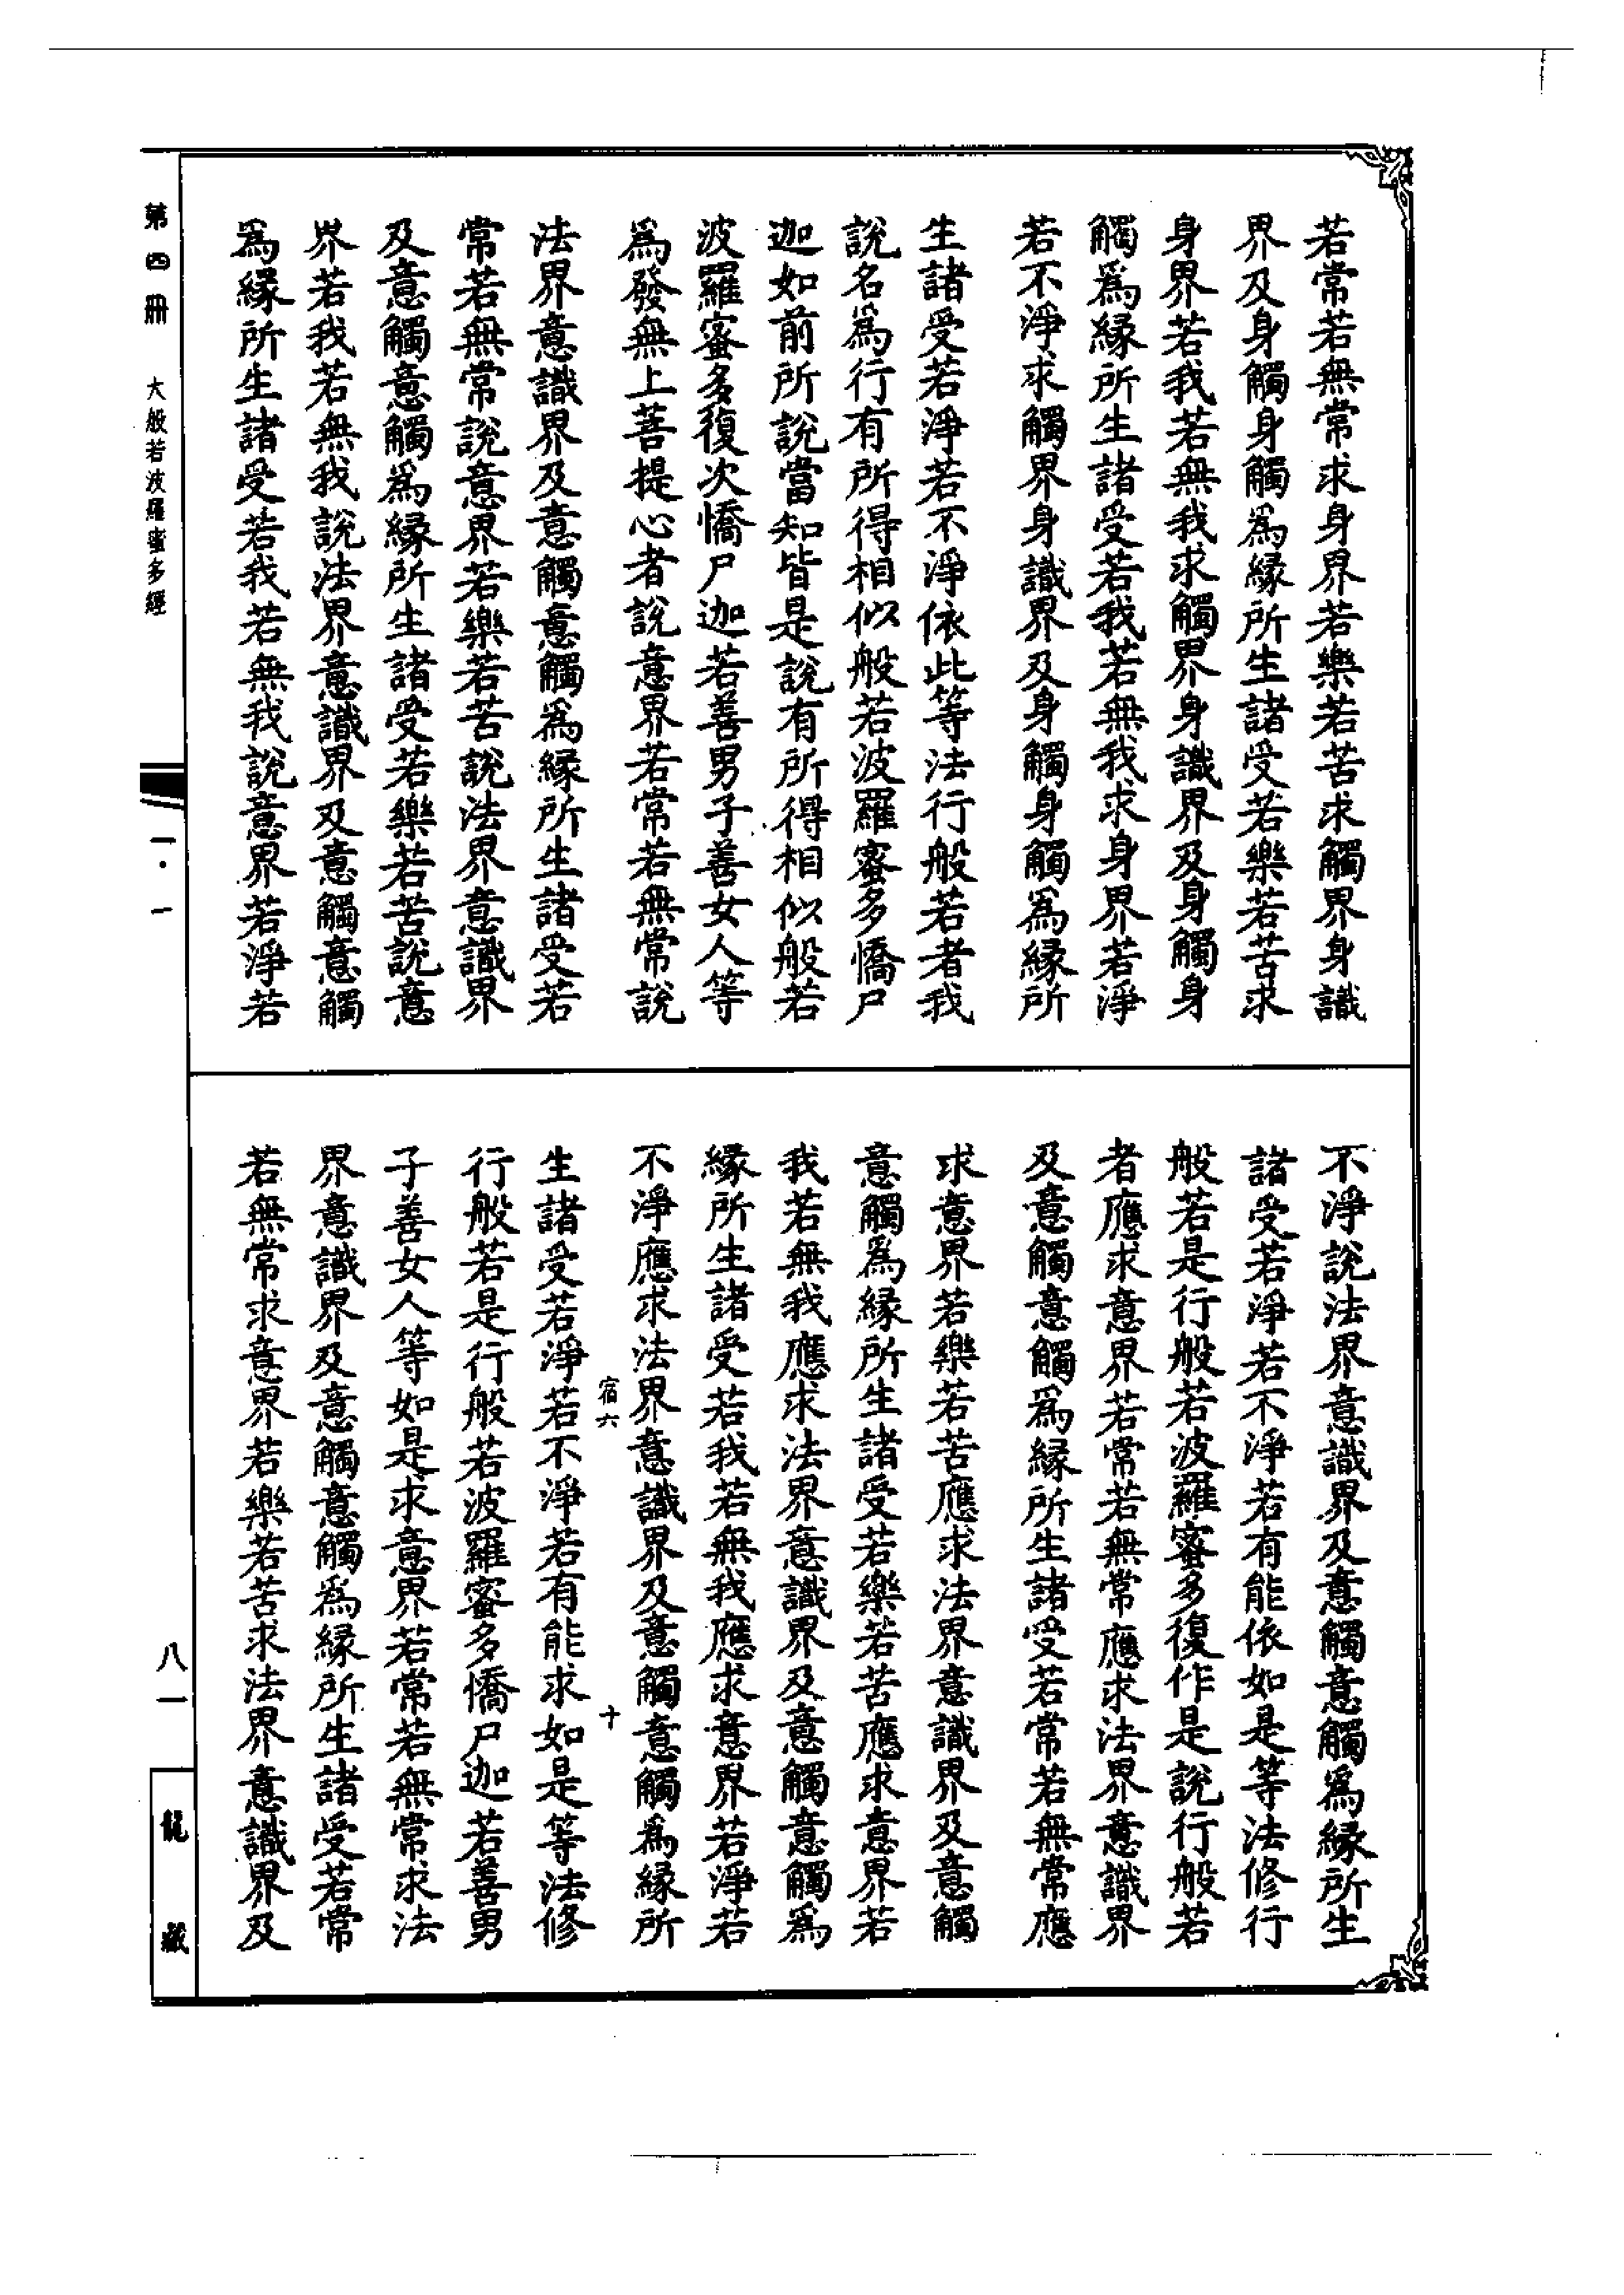 若常若無常求身界若樂若苦求觸界身識
界及身觸身觸爲緣所生諸受若樂若苦求
身界若我若無我求觸界身識界及身觸身
觸爲緣所生諸受若我若無我求身界若淨
若不淨求觸界身識界及身觸身觸爲緣所
生諸受若淨若不淨依此等法行般若者我
說名爲行有所得相似般若波羅蜜多憍尸
迦如前所說當知皆是說有所得相似般若
波羅蜜多復次憍尸迦若善男子善女人等
爲發無上菩提心者說意界若常若無常說
法界意識界及意觸意觸爲緣所生諸受若
常若無常說意界若樂若苦說法界意識界
及意觸意觸爲緣所生諸受若樂若苦說意
界若我若無我說法界意識界及意觸意觸
爲緣所生諸受若我若無我說意界若淨若
不淨說法界意識界及意觸意觸爲緣所生
諸受若淨若不淨若有能依如是等法修行
般若是行般若波羅蜜多復作是說行般若
者應求意界若常若無常應求法界意識界
及意觸意觸爲緣所生諸受若常若無常應
求意界若樂若苦應求法界意識界及意觸
意觸爲緣所生諸受若樂若苦應求意界若
我若無我應求法界意識界及意觸意觸爲
緣所生諸受若我若無我應求意界若淨若
不淨應求法界意識界及意觸意觸爲緣所
宿六 十
生諸受若淨若不淨若有能求如是等法修
行般若是行般若波羅蜜多憍尸迦若善男
子善女人等如是求意界若常若無常求法
界意識界及意觸意觸爲緣所生諸受若常
若無常求意界若樂若苦求法界意識界及
第四冊 大般若波羅蜜多經
一·一
八一
龍藏